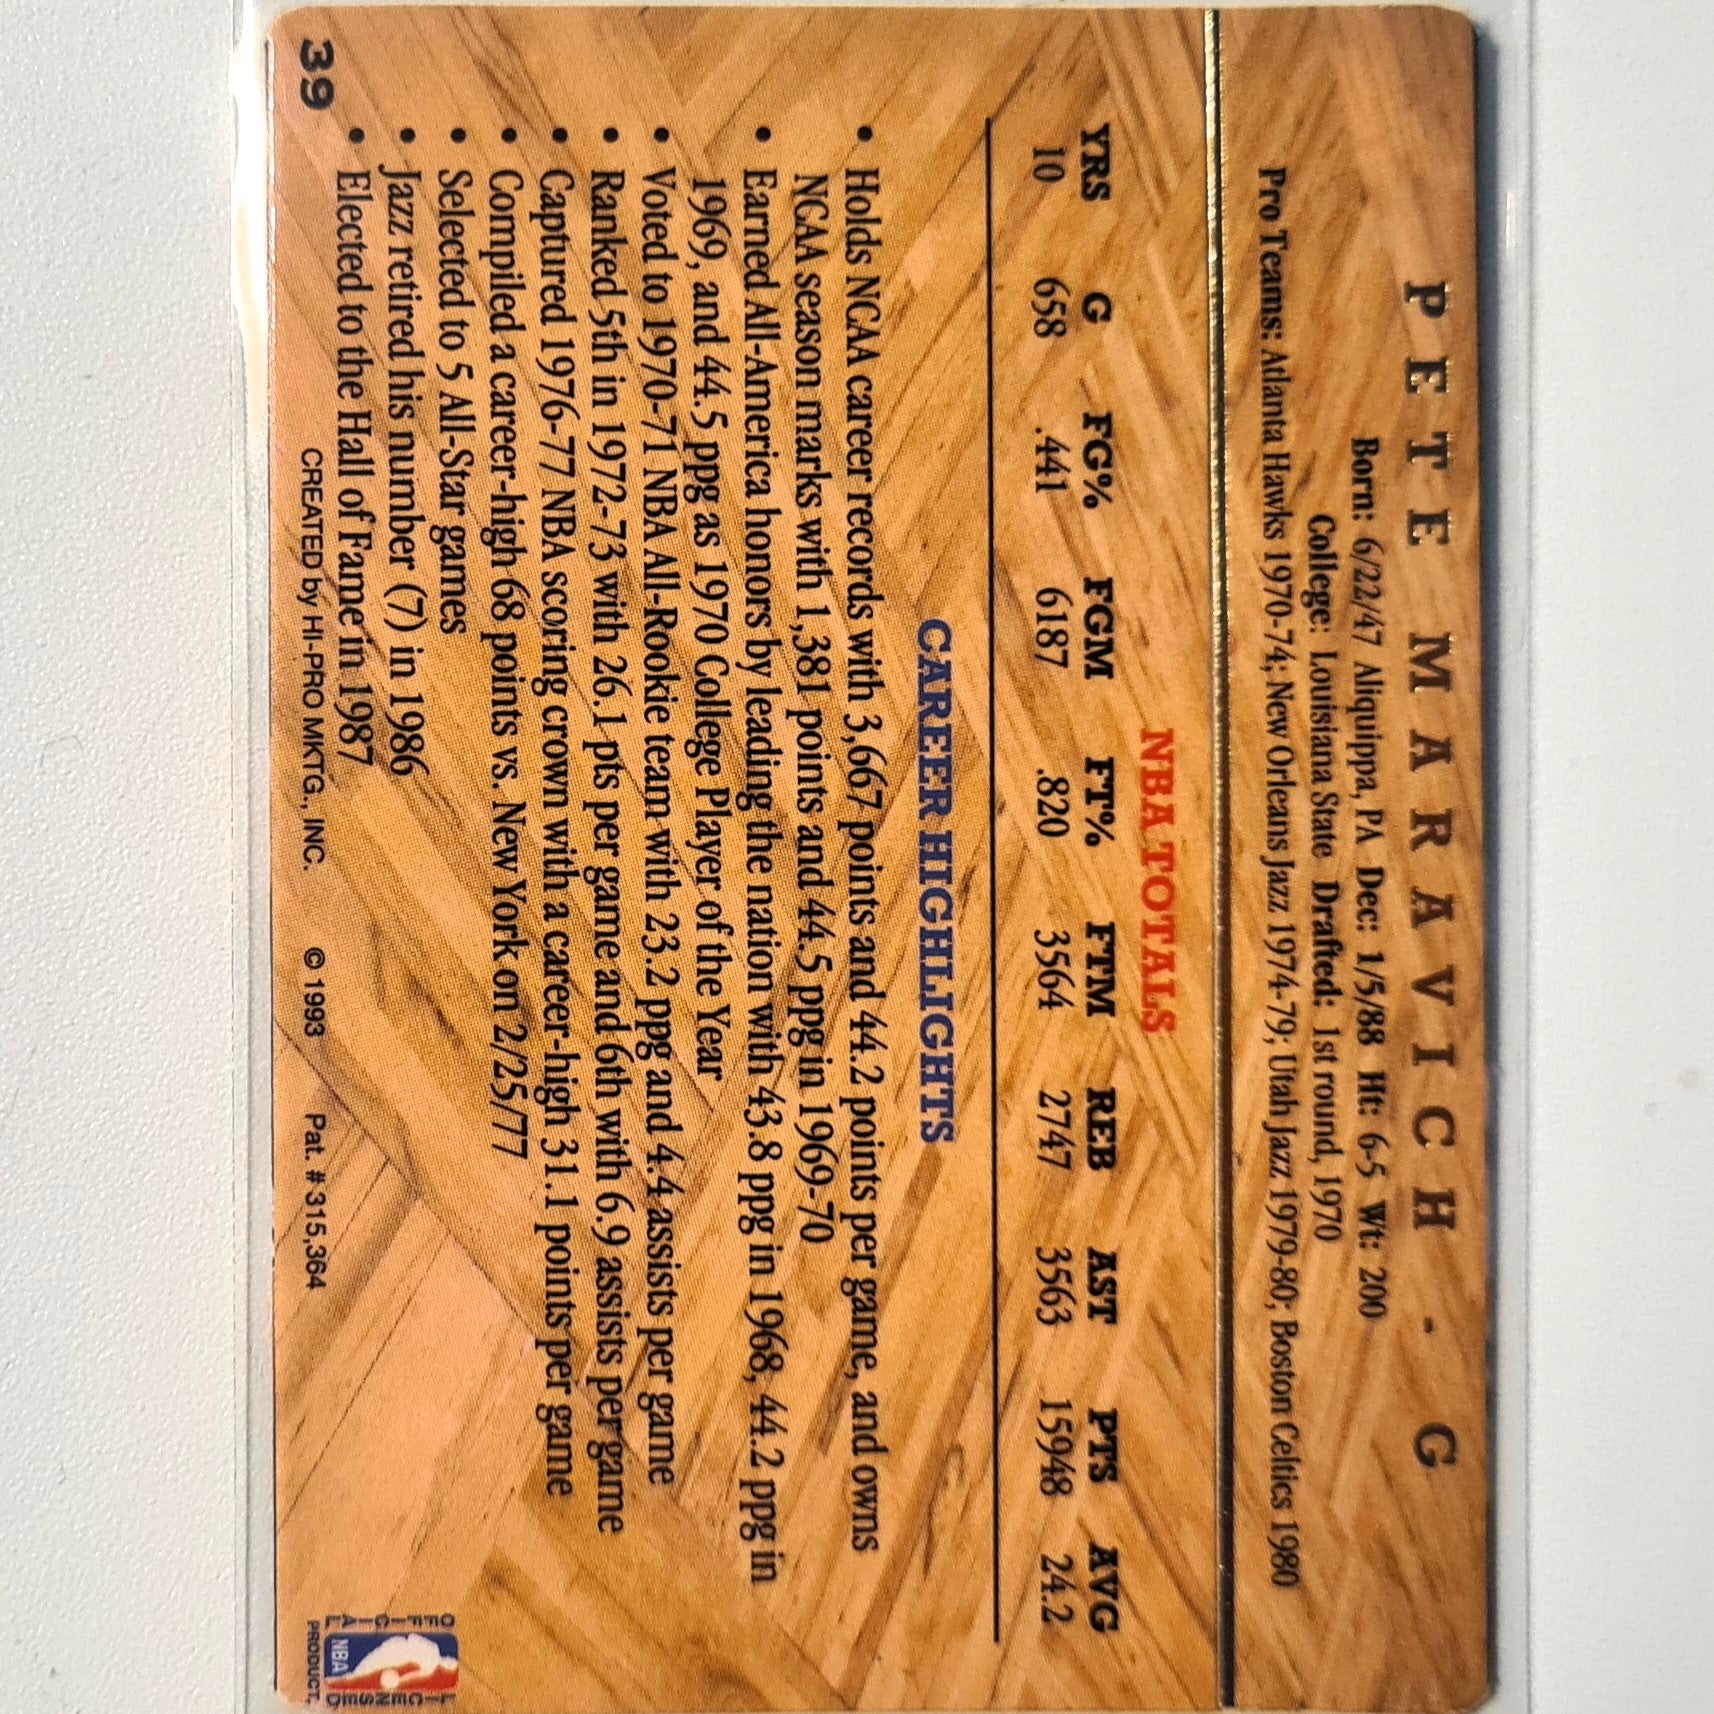 PETE MARAVICH - G
Born: 6/22/47 Aliquippa, PA Dec: 1/5/88 Ht: 6-5 Wt: 200
College: Louisiana State Drafted: 1st round, 1970
Pro Teams: Atlanta Hawks 1970-74; New Orleans Jazz 1974-79; Utah Jazz 1979-80; Boston Celtics 1980
NBA TOTALS
YRS G FG% FGM FT% FTM REB AST PTS AVG
10 658 .441 6187 .820 3564 2747 3563 15948 24.2
CAREER HIGHLIGHTS
• Holds NCAA career records with 3,667 points and 44.2 points per game, and owns
NCAA season marks with 1,381 points and 44.5 ppg in 1969-70
• Earned All-America honors by leading the nation with 43.8 ppg in 1968, 44.2 ppg in
1969, and 44.5 ppg as 1970 College Player of the Year
• Voted to 1970-71 NBA All-Rookie team with 23.2 ppg and 4.4 assists per game
• Ranked 5th in 1972-73 with 26.1 pts per game and 6th with 6.9 assists per game
• Captured 1976-77 NBA scoring crown with a career-high 31.1 points per game
• Compiled a career-high 68 points vs. New York on 2/25/77
• Selected to 5 All-Star games
• Jazz retired his number (7) in 1986
• Elected to the Hall of Fame in 1987
39
CREATED by HI-PRO MKTG., INC. © 1993 Pat. # 315,364
OFFICIAL
NBA
LICENSED
PRODUCT.